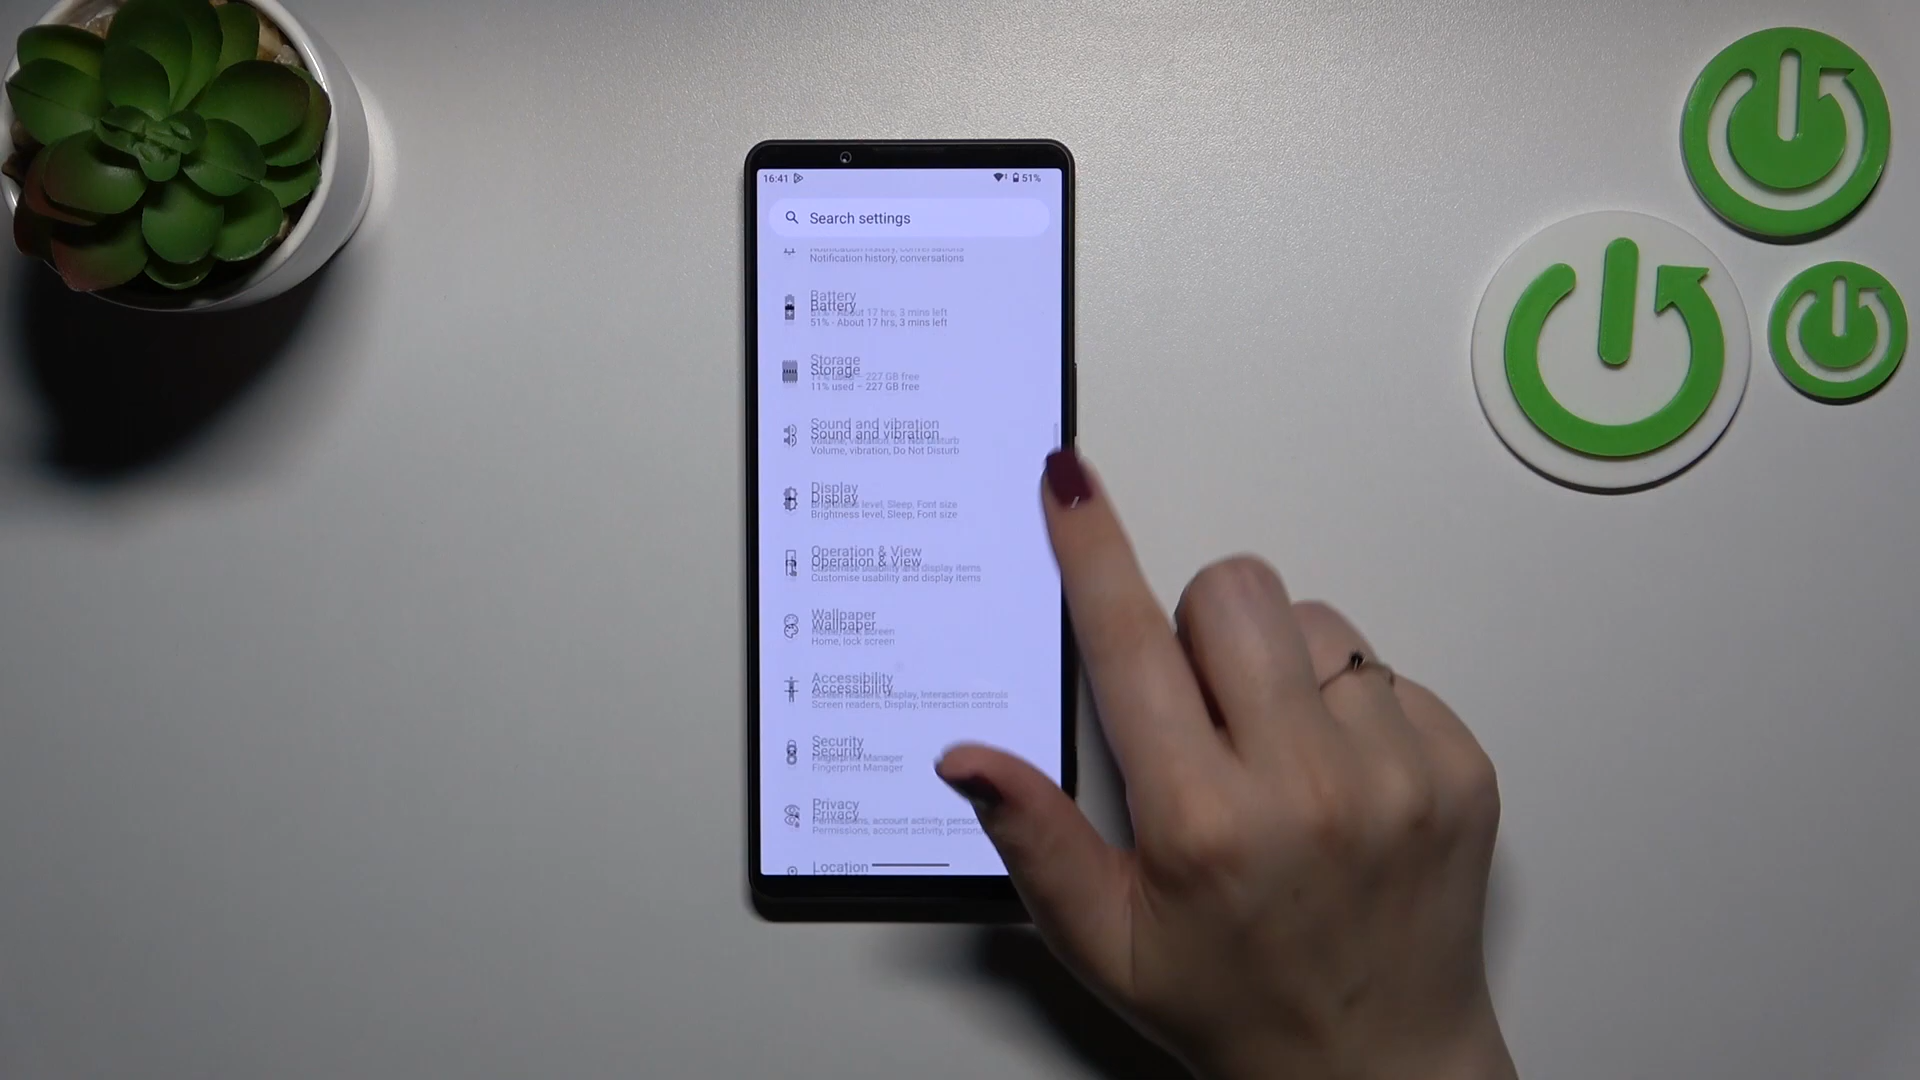 16:41 51%
Search settings
Notification history, conversations
Battery
51% - About 17 hrs, 3 mins left
Storage
11% used – 227 GB free
Sound and vibration
Volume, vibration, Do Not Disturb
Display
Brightness level, Sleep, Font size
Operation & View
Customise usability and display items
Wallpaper
Home, lock screen
Accessibility
Screen readers, Display, Interaction controls
Security
Fingerprint Manager
Privacy
Permissions, account activity,
Location